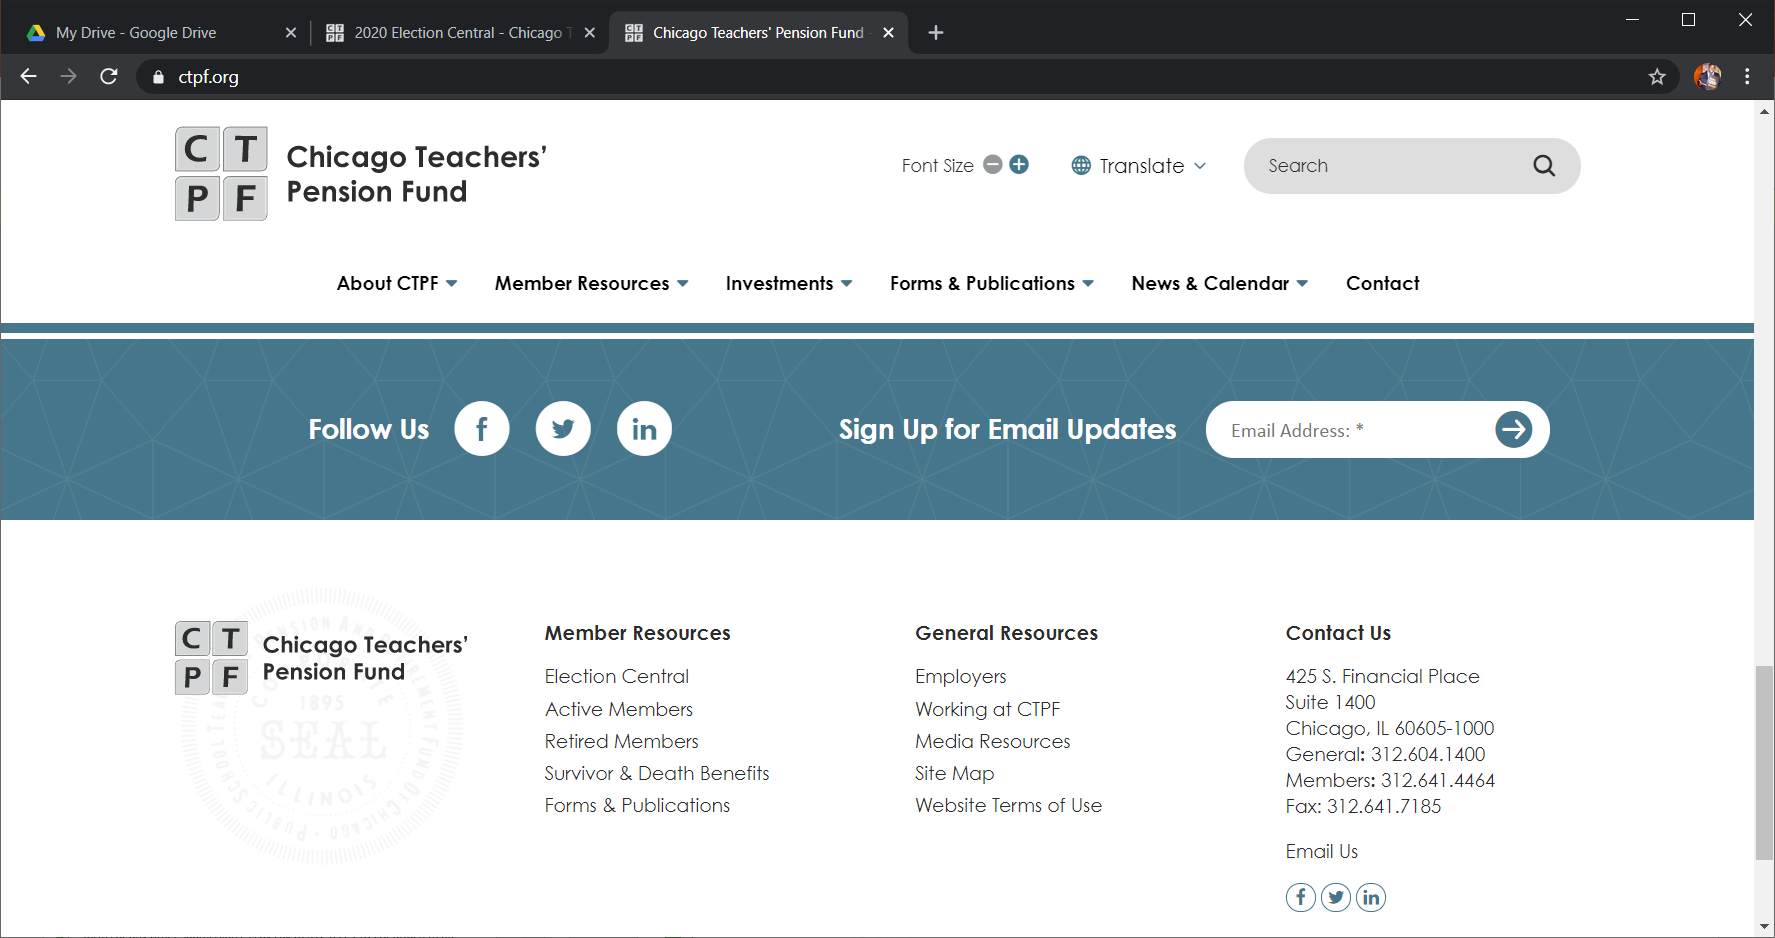 My Drive - Google Drive
2020 Election Central - Chicago T
Chicago Teachers' Pension Fund -
ctpf.org
C T
P F
Chicago Teachers'
Pension Fund
Font Size
Translate
Search
About CTPF
Member Resources
Investments
Forms & Publications
News & Calendar
Contact
Follow Us
Sign Up for Email Updates
Email Address: *
C T
P F
Chicago Teachers'
Pension Fund
1895
SEAL
ILLINOIS
Member Resources
Election Central
Active Members
Retired Members
Survivor & Death Benefits
Forms & Publications
General Resources
Employers
Working at CTPF
Media Resources
Site Map
Website Terms of Use
Contact Us
425 S. Financial Place
Suite 1400
Chicago, IL 60605-1000
General: 312.604.1400
Members: 312.641.4464
Fax: 312.641.7185
Email Us